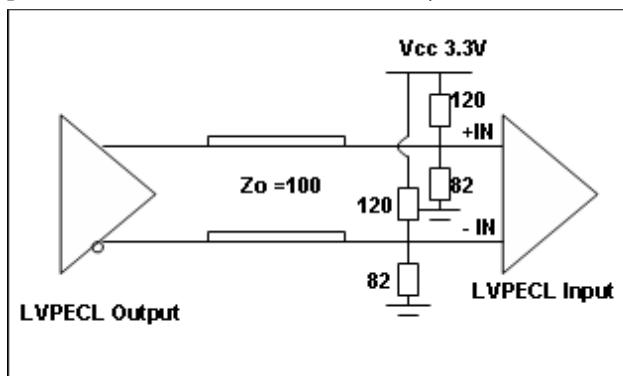 Vcc 3.3V
120
+IN
Zo =100
82
120
- IN
82
LVPECL Input
LVPECL Output